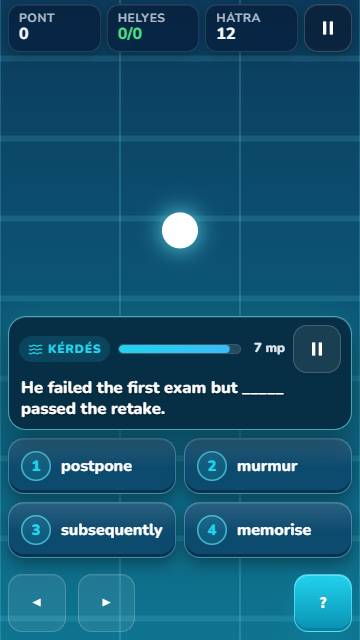 PONT
0
HELYES
0/0
HÁTRA
12
KÉRDÉS
7 mp
He failed the first exam but _____
passed the retake.
1 postpone
2 murmur
3 subsequently
4 memorise
?